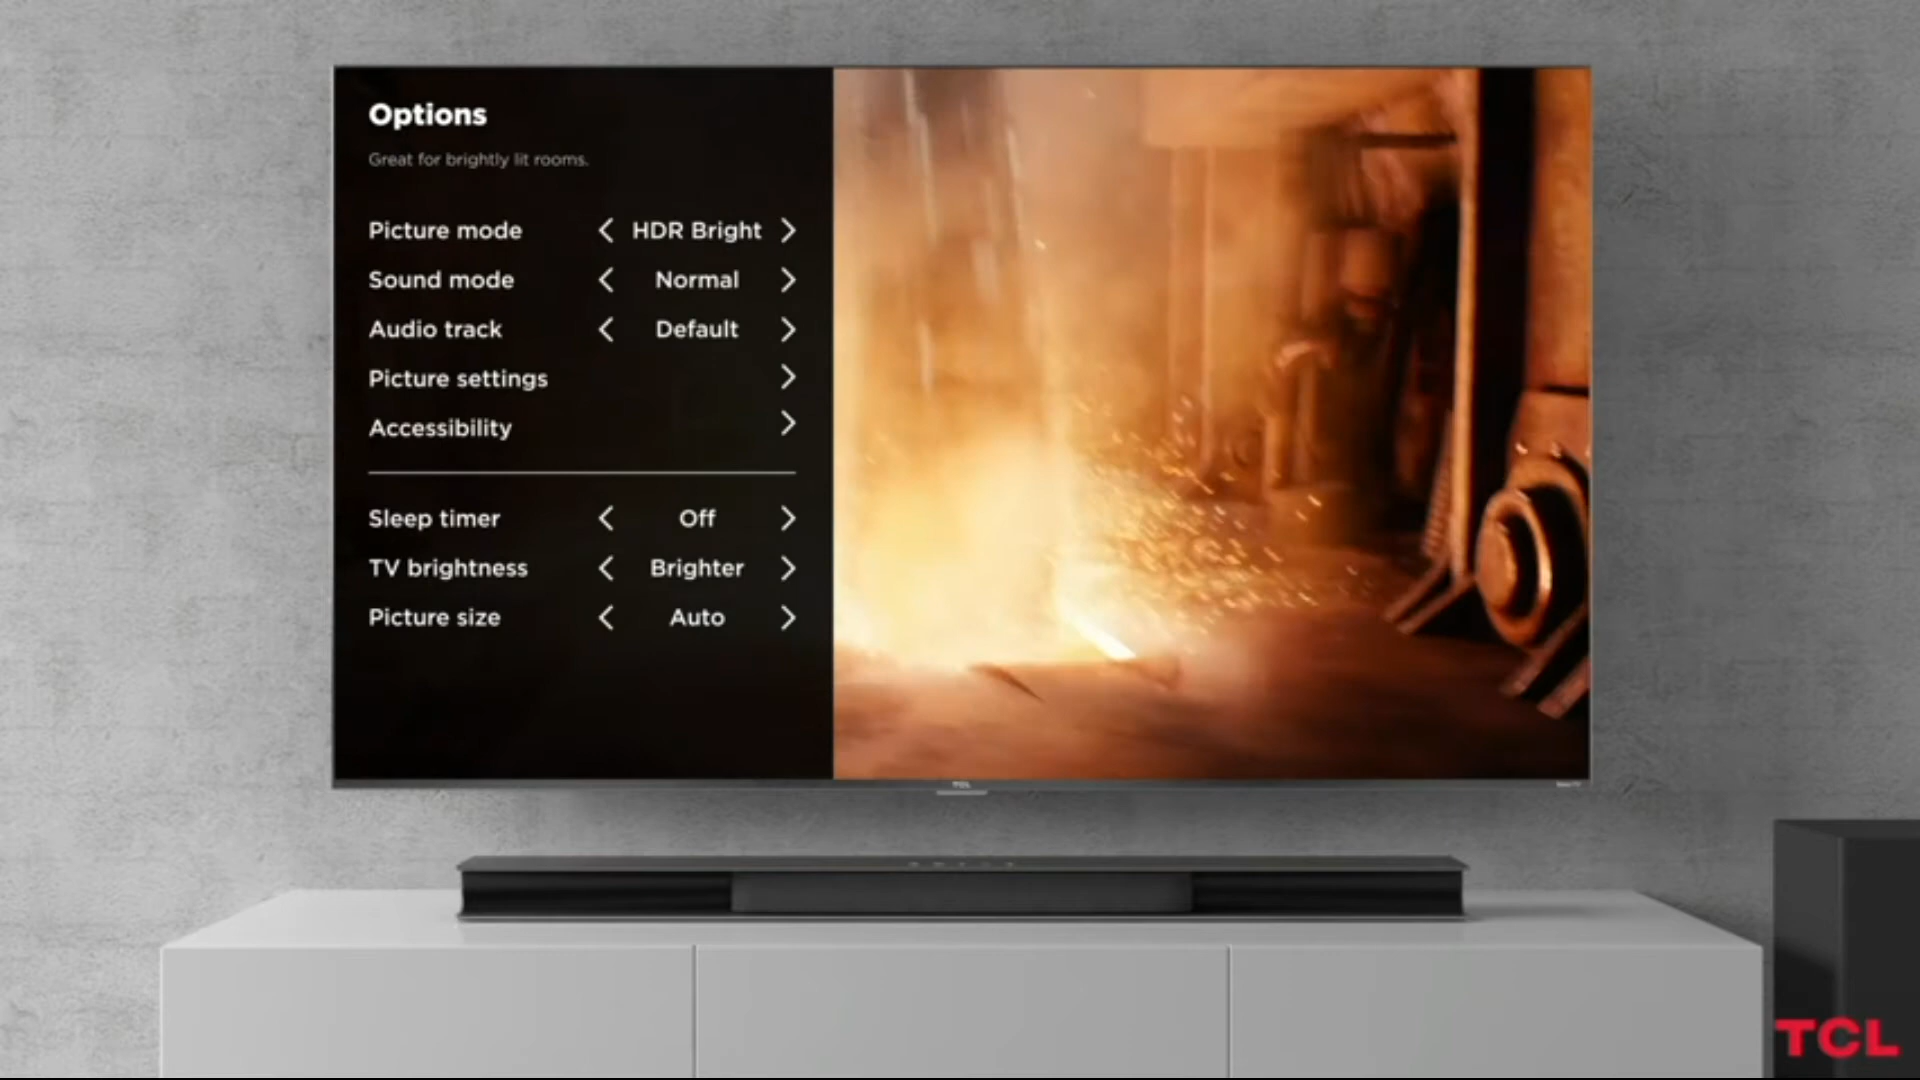 Options
Great for brightly lit rooms.
Picture mode < HDR Bright >
Sound mode < Normal >
Audio track < Default >
Picture settings >
Accessibility >
Sleep timer < Off >
TV brightness < Brighter >
Picture size < Auto >
TCL
TCL